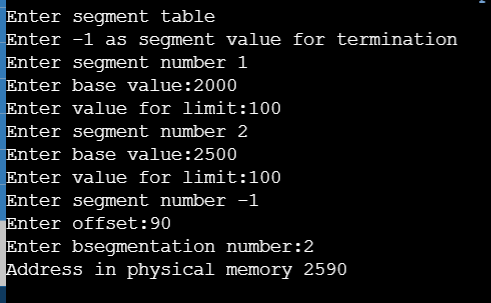 Enter segment table
Enter -1 as segment value for termination
Enter segment number 1
Enter base value:2000
Enter value for limit:100
Enter segment number 2
Enter base value:2500
Enter value for limit:100
Enter segment number -1
Enter offset:90
Enter bsegmentation number:2
Address in physical memory 2590